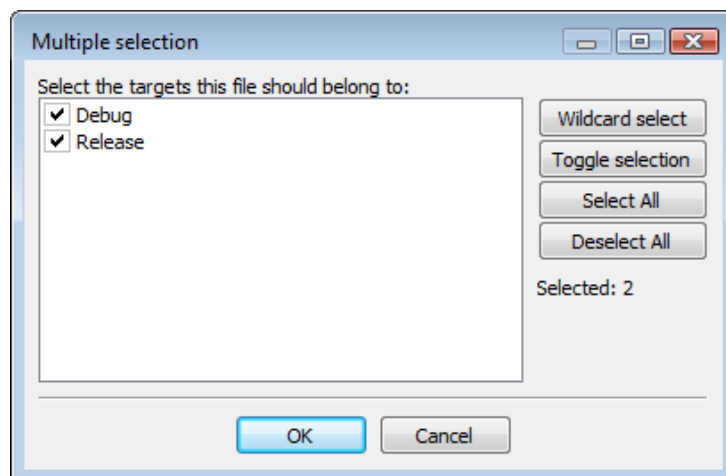 Multiple selection
Select the targets this file should belong to:
Debug
Release
Wildcard select
Toggle selection
Select All
Deselect All
Selected: 2
OK
Cancel